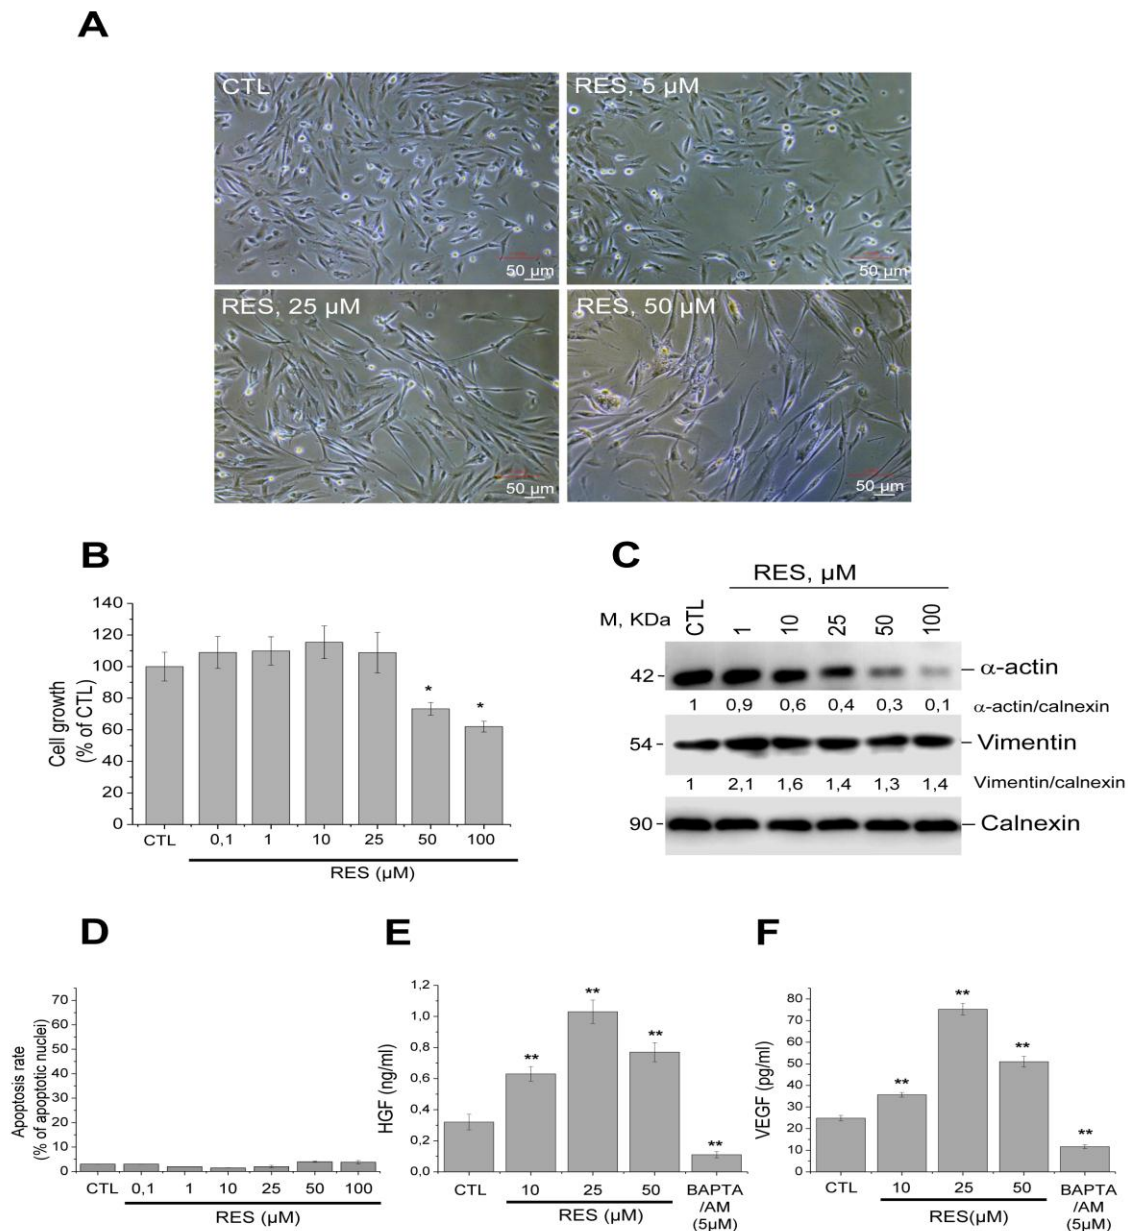 A
CTL
RES, 5 µM
50 µm
50 µm
RES, 25 µM
RES, 50 µM
50 µm
50 µm
B
Cell growth
(% of CTL)
140
120
100
80
60
40
20
0
*
*
CTL
0,1
1
10
25
50
100
RES (µM)
C
RES, µM
M, KDa
CTL
1
10
25
50
100
42
α-actin
1 0,9 0,6 0,4 0,3 0,1 α-actin/calnexin
54
Vimentin
1 2,1 1,6 1,4 1,3 1,4 Vimentin/calnexin
90
Calnexin
D
Apoptosis rate
(% of apoptotic nuclei)
70
60
50
40
30
20
10
0
CTL
0,1
1
10
25
50
100
RES (µM)
E
HGF (ng/ml)
1,2
1,0
0,8
0,6
0,4
0,2
0,0
**
**
**
**
CTL
10
25
50
BAPTA
/AM
(5µM)
RES (µM)
F
VEGF (pg/ml)
80
70
60
50
40
30
20
10
0
**
**
**
**
CTL
10
25
50
BAPTA
/AM
(5µM)
RES(µM)